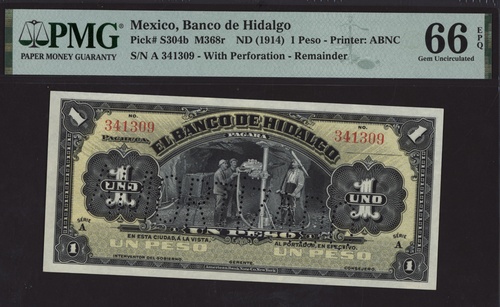 PMG
PAPER MONEY GUARANTY
Mexico, Banco de Hidalgo
Pick# S304b M368r ND (1914) 1 Peso - Printer: ABNC
S/N A 341309 - With Perforation - Remainder
66 EPQ
Gem Uncirculated
NO. NO.
341309 341309
EL BANCO DE HIDALGO
PAGARÁ
1 1
UNO UNO
SERIE A SERIE A
EN ESTA CIUDAD, A LA VISTA, AL PORTADOR, EN EFECTIVO.
UN PESO UN PESO UN PESO
1 1
INTERVENTOR DEL GOBIERNO GERENTE CONSEJERO